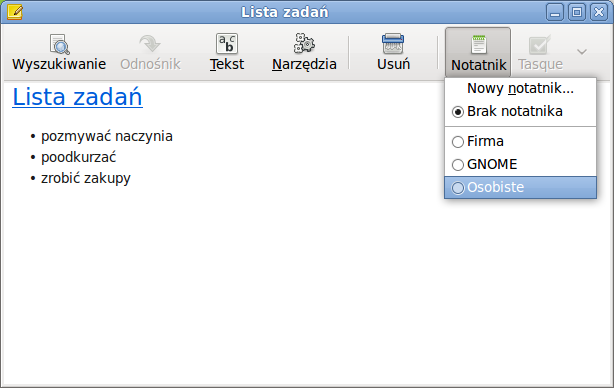 Lista zadań
Wyszukiwanie Odnośnik Tekst Narzędzia Usuń Notatnik Tasque
Nowy notatnik...
Brak notatnika
Firma
GNOME
Osobiste
Lista zadań
• pozmywać naczynia
• poodkurzać
• zrobić zakupy